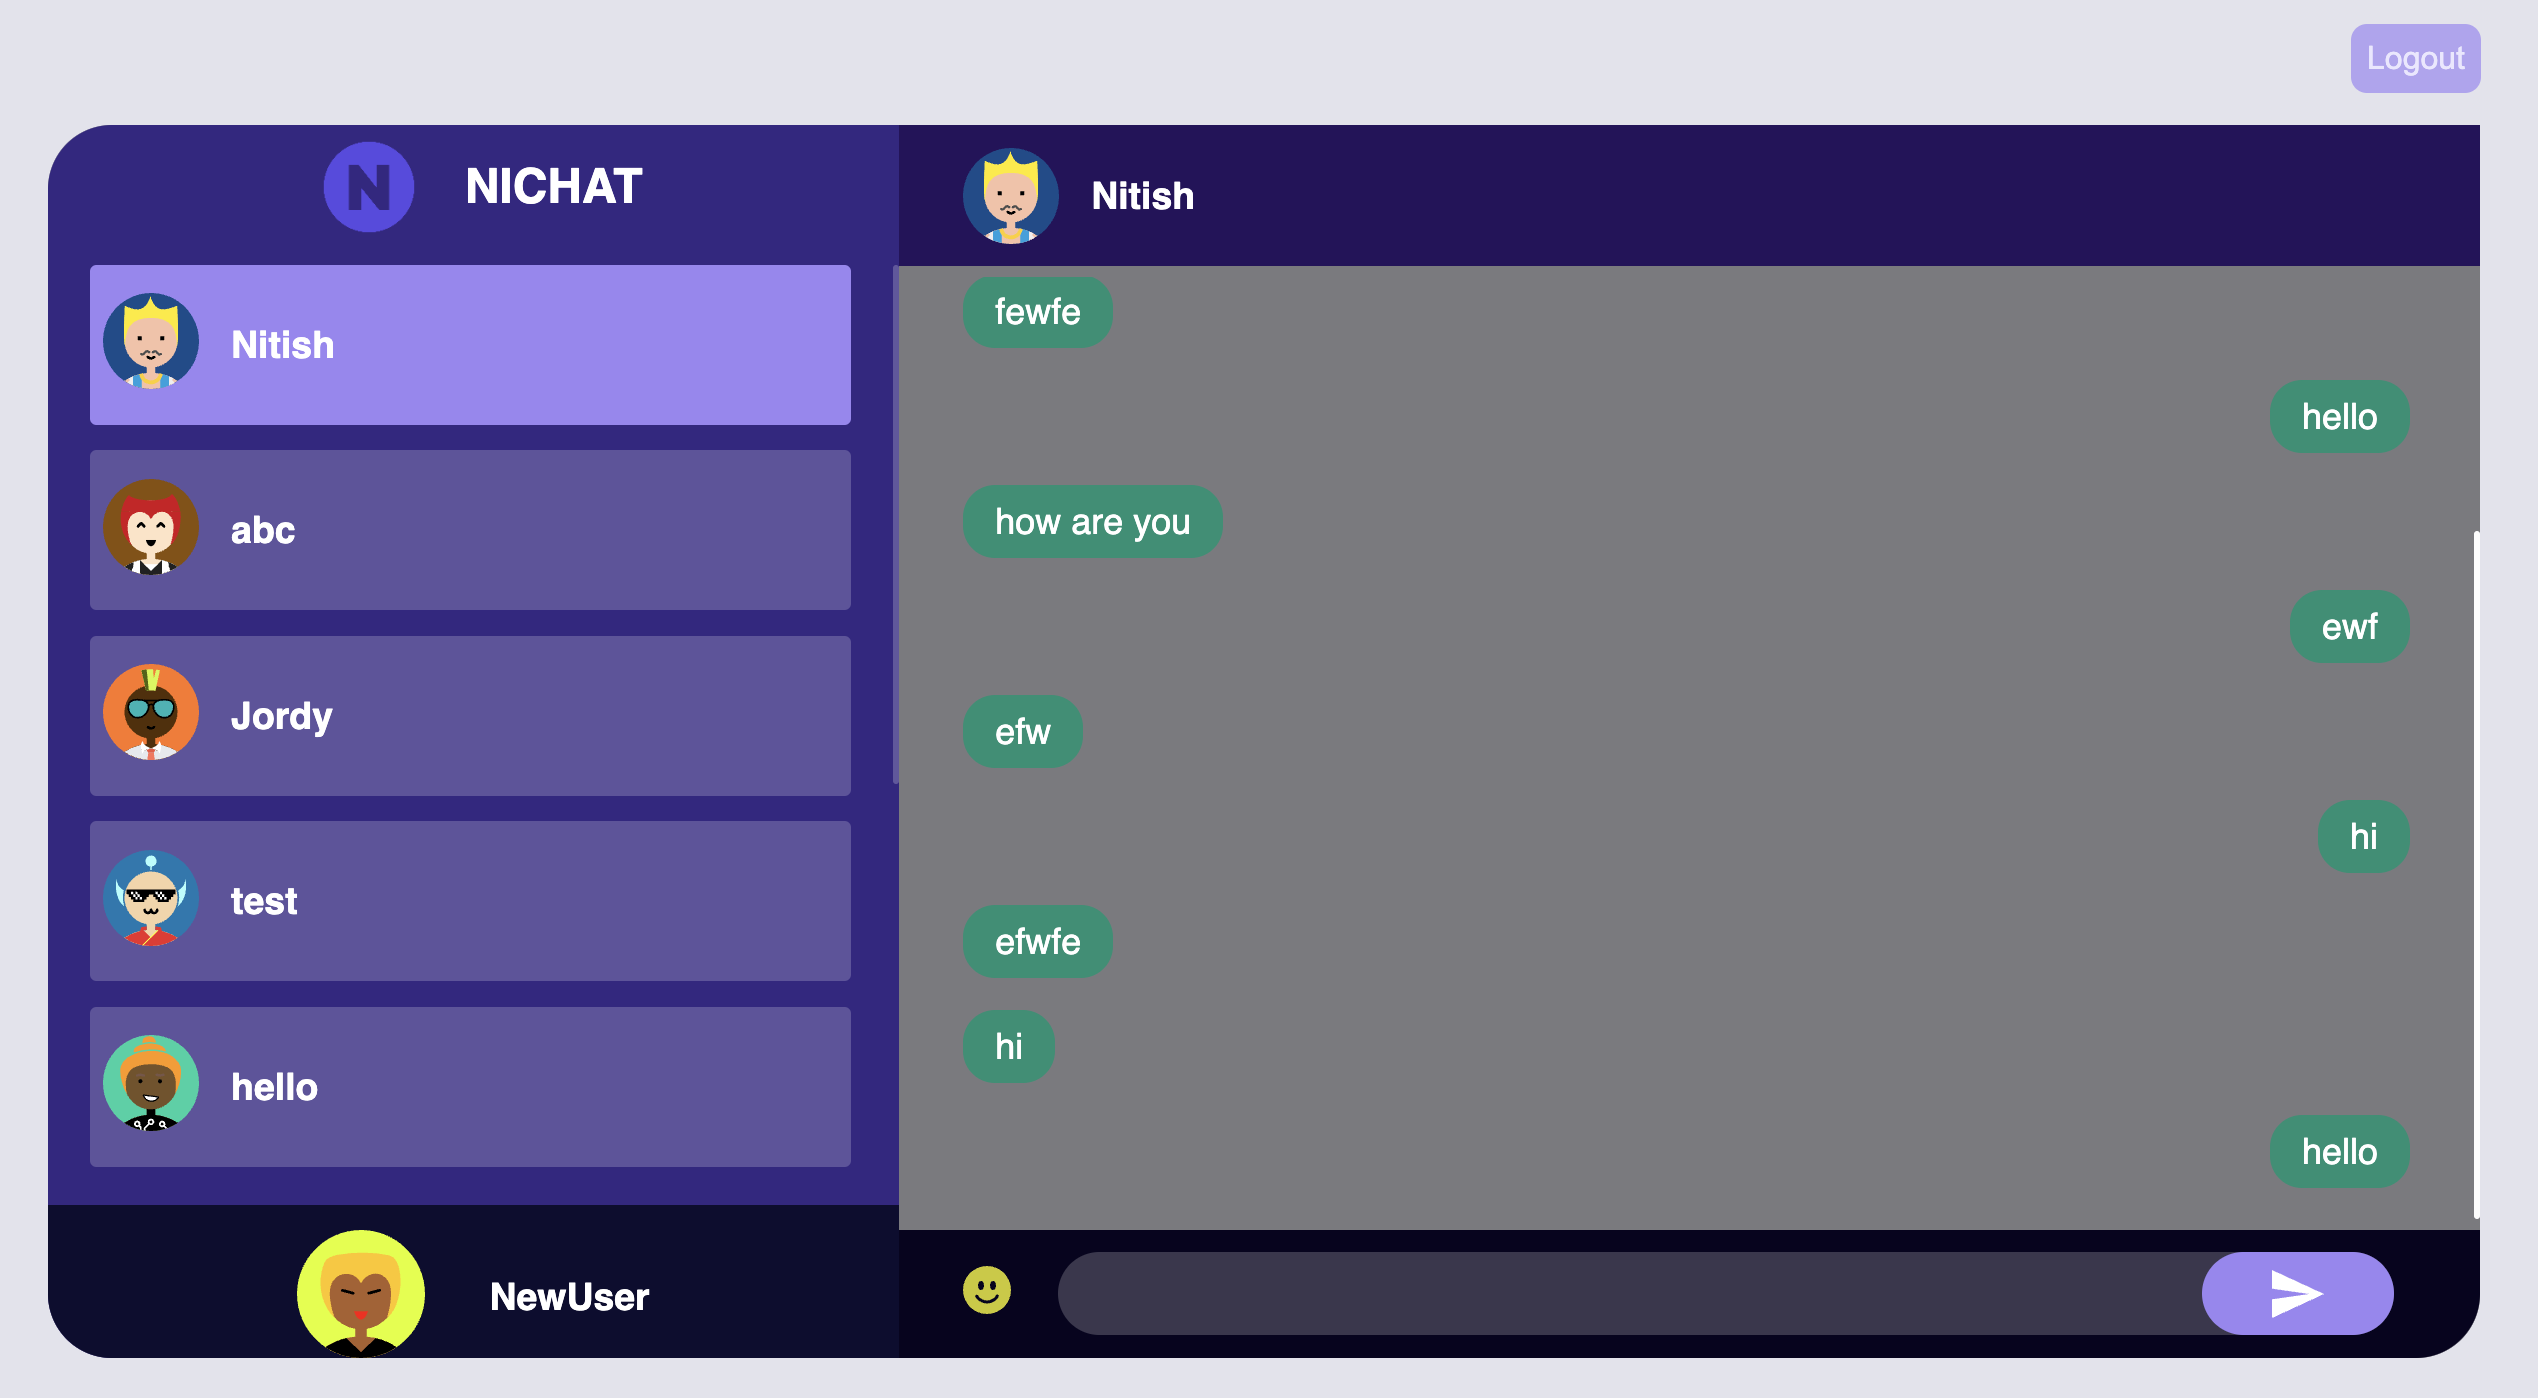 Logout
N NICHAT
Nitish
abc
Jordy
test
hello
NewUser
Nitish
fewfe
hello
how are you
ewf
efw
hi
efwfe
hi
hello